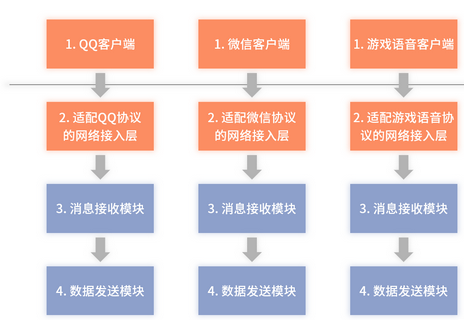 1. QQ客户端
1. 微信客户端
1. 游戏语音客户端
2. 适配QQ协议
的网络接入层
2. 适配微信协议
的网络接入层
2. 适配游戏语音协
议的网络接入层
3. 消息接收模块
3. 消息接收模块
3. 消息接收模块
4. 数据发送模块
4. 数据发送模块
4. 数据发送模块